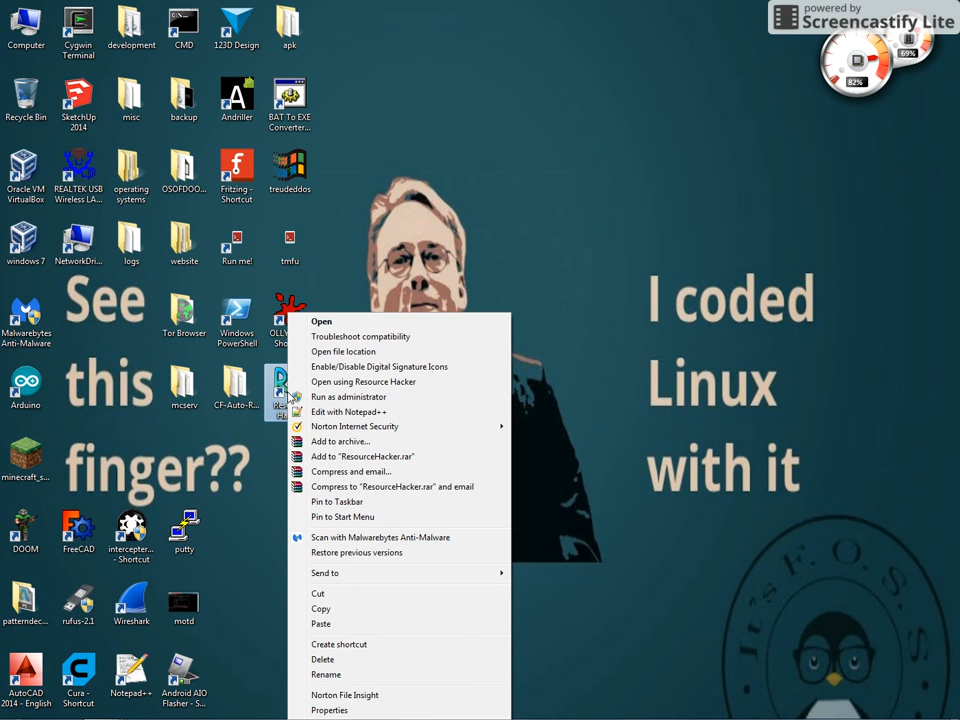 powered by
Screencastify Lite
69%
82%
Computer
Cygwin
Terminal
development
CMD
123D Design
apk
Recycle Bin
SketchUp
2014
misc
backup
Andriller
BAT To EXE
Converter...
Oracle VM
VirtualBox
REALTEK USB
Wireless LA...
operating
systems
OSOFDOO...
Fritzing -
Shortcut
treudeddos
windows 7
NetworkDri...
logs
website
Run me!
tmfu
Malwarebytes
Anti-Malware
Tor Browser
Windows
PowerShell
Arduino
mcserv
CF-Auto-R...
minecraft_s...
DOOM
FreeCAD
intercepter...
- Shortcut
putty
patterndec...
rufus-2.1
Wireshark
motd
AutoCAD
2014 - English
Cura -
Shortcut
Notepad++
Android AIO
Flasher - S...
See
this
finger??
I coded
Linux
with it
Open
Troubleshoot compatibility
Open file location
Enable/Disable Digital Signature Icons
Open using Resource Hacker
Run as administrator
Edit with Notepad++
Norton Internet Security
Add to archive...
Add to "ResourceHacker.rar"
Compress and email...
Compress to "ResourceHacker.rar" and email
Pin to Taskbar
Pin to Start Menu
Scan with Malwarebytes Anti-Malware
Restore previous versions
Send to
Cut
Copy
Paste
Create shortcut
Delete
Rename
Norton File Insight
Properties
It's F.O.S.S